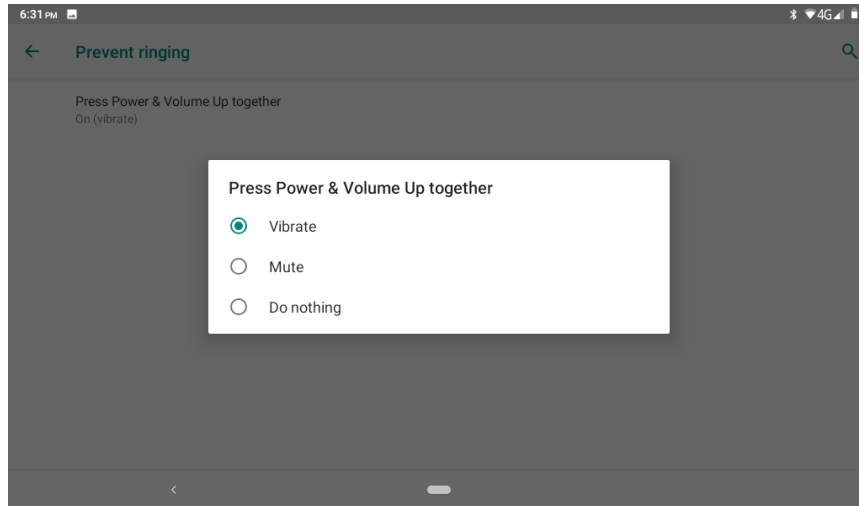 6:31 PM 4G
Prevent ringing
Press Power & Volume Up together
On (vibrate)
Press Power & Volume Up together
Vibrate
Mute
Do nothing